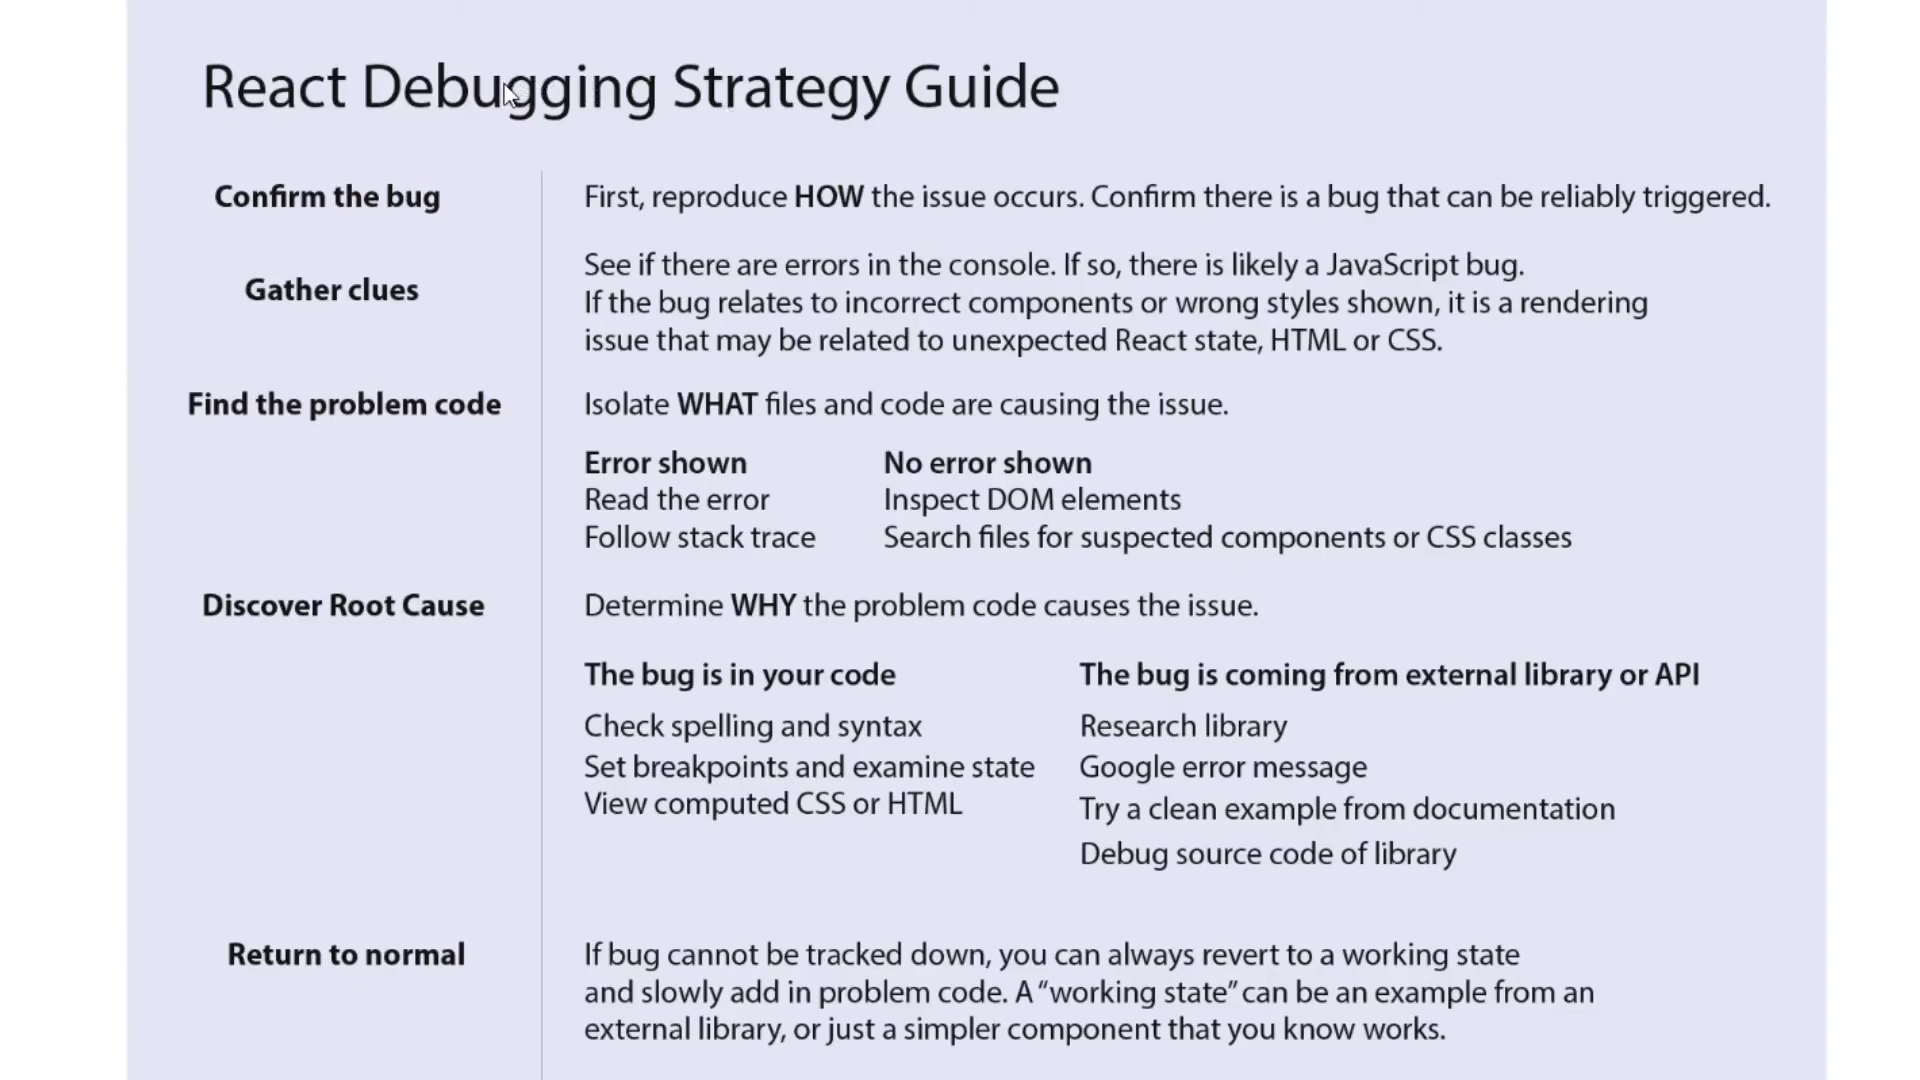 React Debugging Strategy Guide
Confirm the bug
First, reproduce HOW the issue occurs. Confirm there is a bug that can be reliably triggered.
Gather clues
See if there are errors in the console. If so, there is likely a JavaScript bug.
If the bug relates to incorrect components or wrong styles shown, it is a rendering
issue that may be related to unexpected React state, HTML or CSS.
Find the problem code
Isolate WHAT files and code are causing the issue.
Error shown
Read the error
Follow stack trace
No error shown
Inspect DOM elements
Search files for suspected components or CSS classes
Discover Root Cause
Determine WHY the problem code causes the issue.
The bug is in your code
Check spelling and syntax
Set breakpoints and examine state
View computed CSS or HTML
The bug is coming from external library or API
Research library
Google error message
Try a clean example from documentation
Debug source code of library
Return to normal
If bug cannot be tracked down, you can always revert to a working state
and slowly add in problem code. A “working state” can be an example from an
external library, or just a simpler component that you know works.